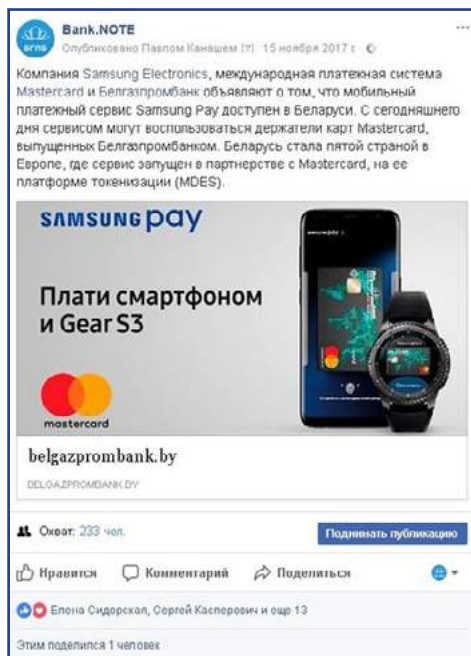 Bank.NOTE
Опубликовано Павлом Канашем [?] · 15 ноября 2017 г. ·
Компания Samsung Electronics, международная платежная система
Mastercard и Белгазпромбанк объявляют о том, что мобильный
платежный сервис Samsung Pay доступен в Беларуси. С сегодняшнего
дня сервисом могут воспользоваться держатели карт Mastercard,
выпущенных Белгазпромбанком. Беларусь стала пятой страной в
Европе, где сервис запущен в партнерстве с Mastercard, на ее
платформе токенизации (MDES).
SAMSUNG pay
Плати смартфоном
и Gear S3
mastercard
belgazprombank.by
BELGAZPROMBANK.BY
Охват: 233 чел.
Поднимать публикацию
Нравится Комментарий Поделиться
Елена Сидорская, Сергей Касперович и еще 13
Этим поделился 1 человек